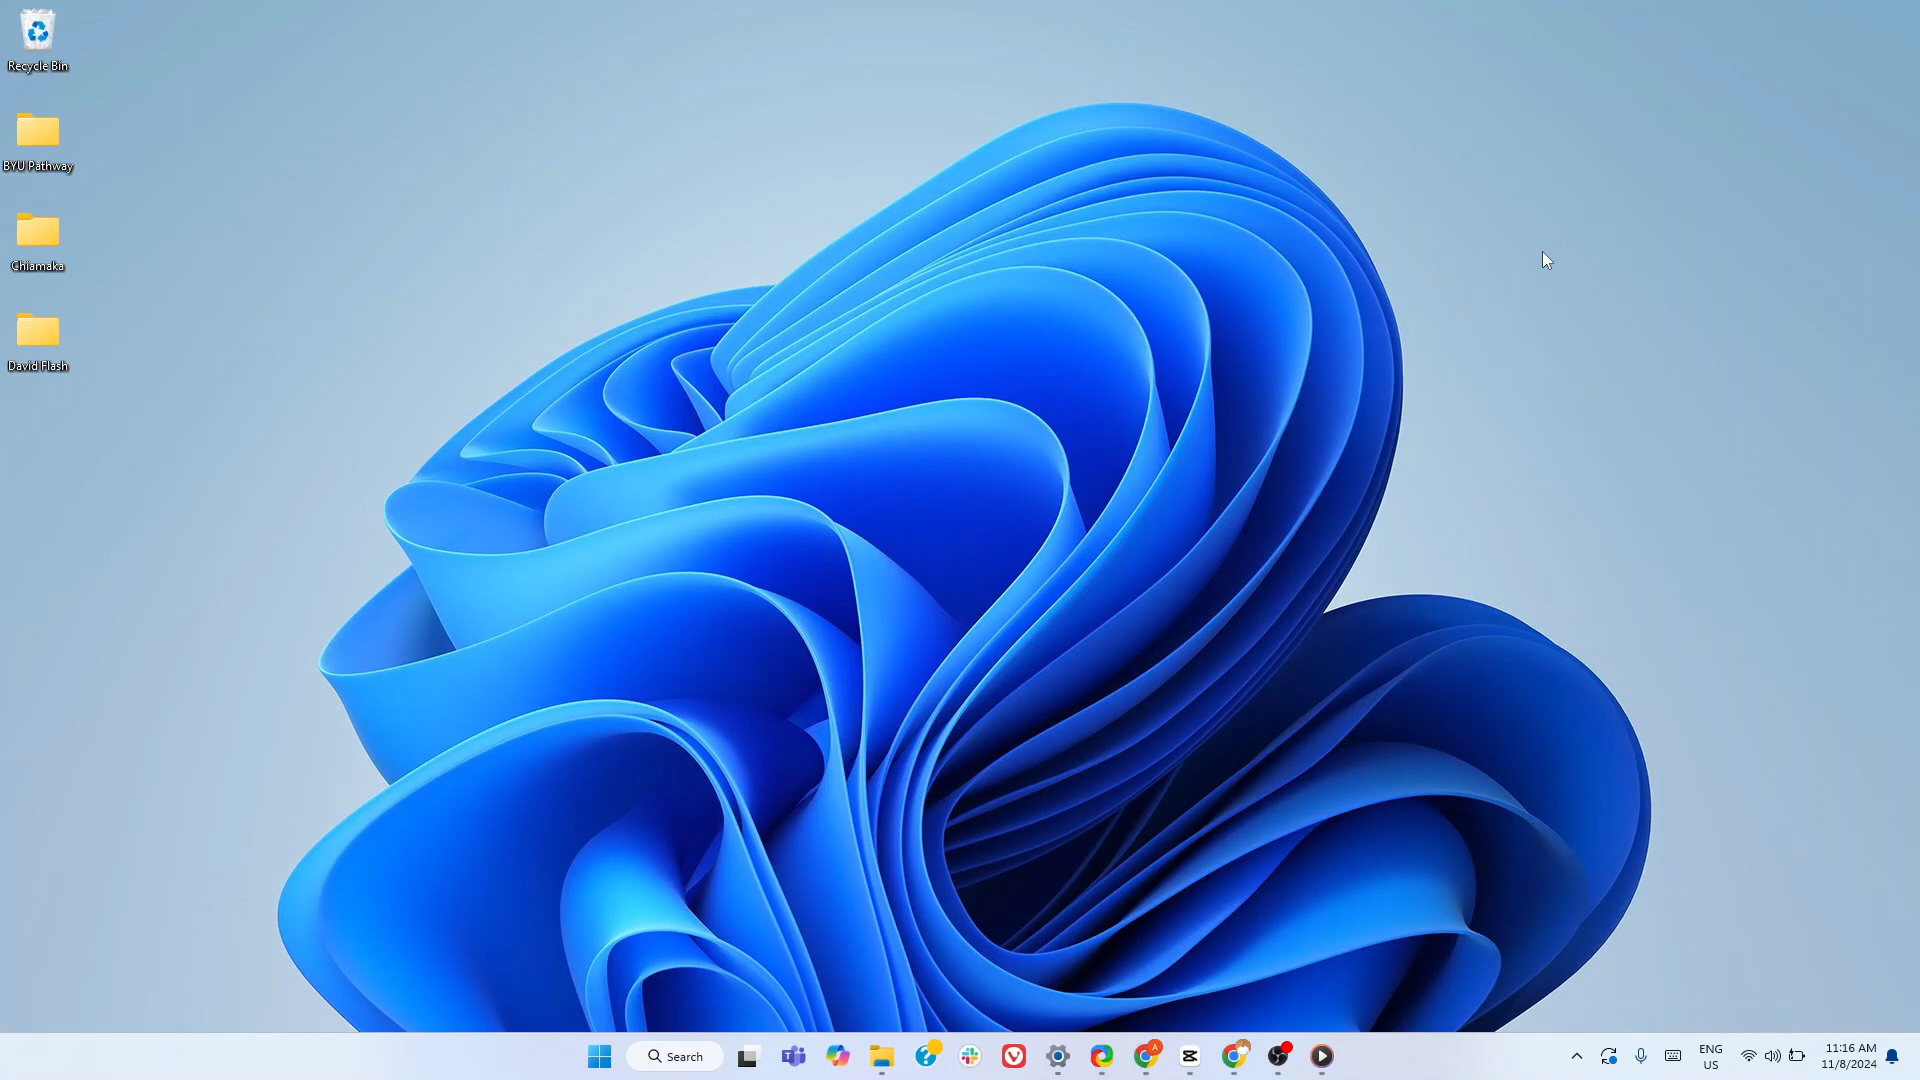 Recycle Bin
BYU Pathway
Chiamaka
David Flash
Search
A
ENG
US
11:16 AM
11/8/2024